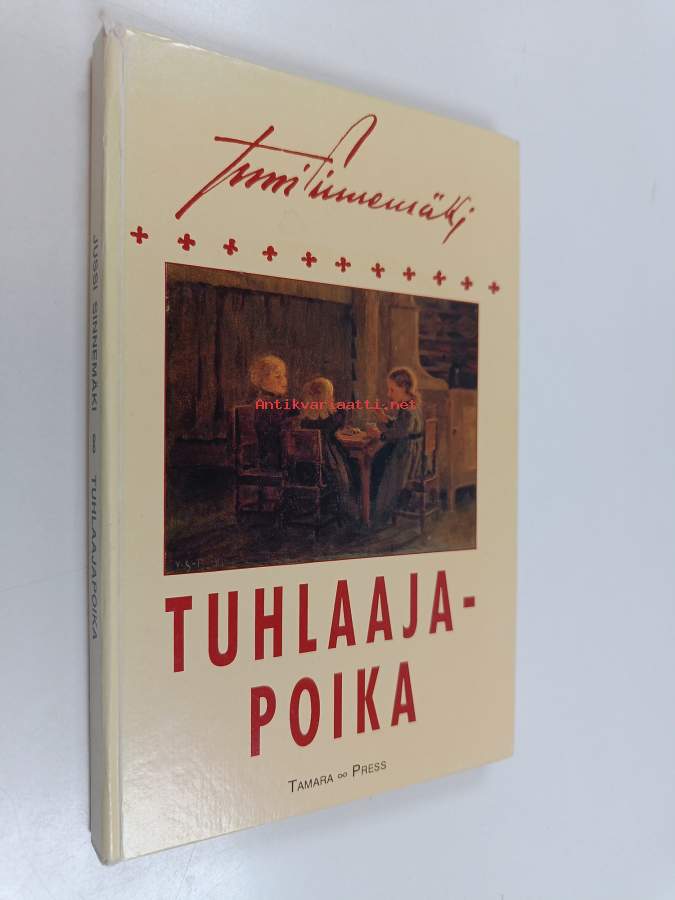 Jussi Sinnemäki
Antikvariaatti.net
TUHLAAJA-
POIKA
TAMARA ∞ PRESS
JUSSI SINNEMÄKI ∞ TUHLAAJAPOIKA